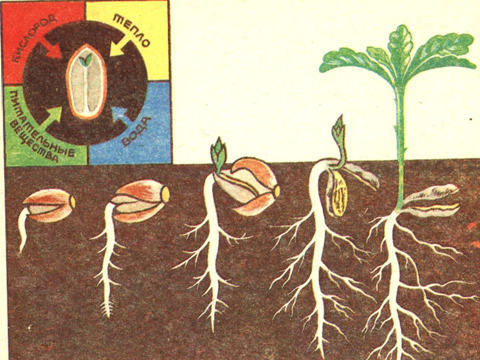 КИСЛОРОД
ТЕПЛО
ПИТАТЕЛЬНЫЕ
ВЕЩЕСТВА
ВОДА